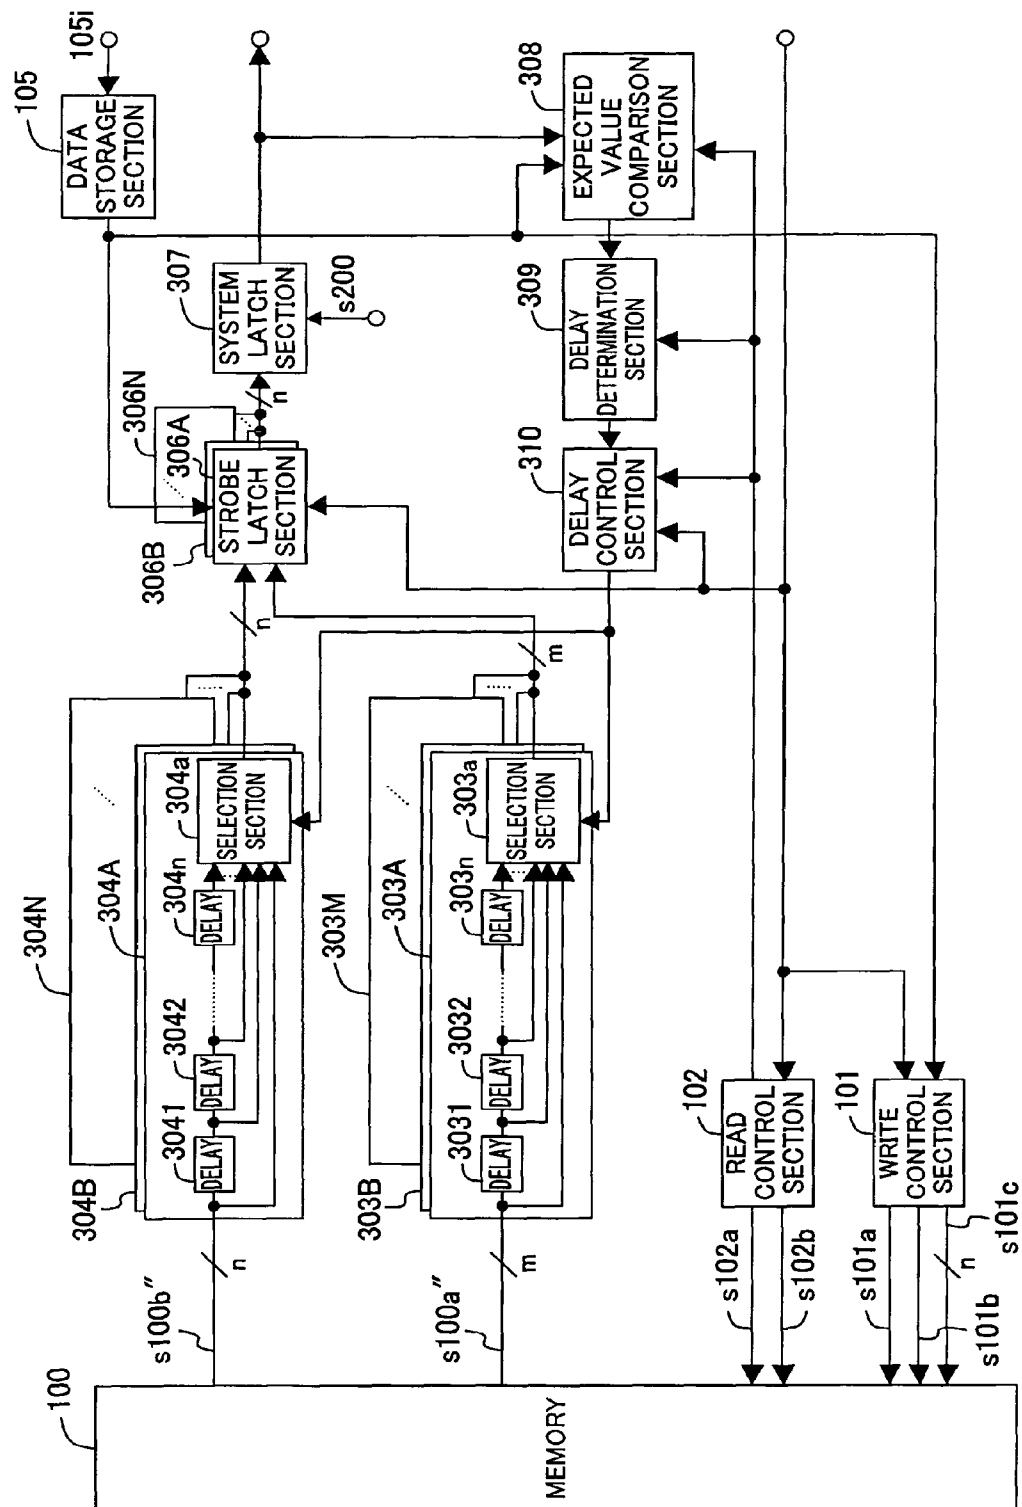 100
MEMORY
s100b"
n
304B
304N
304A
3041
DELAY
3042
DELAY
304n
DELAY
304a
SELECTION
SECTION
n
s100a"
m
303B
303M
303A
3031
DELAY
3032
DELAY
303n
DELAY
303a
SELECTION
SECTION
m
306B
306N
306A
STROBE
LATCH
SECTION
n
307
SYSTEM
LATCH
SECTION
s200
105
DATA
STORAGE
SECTION
105i
310
DELAY
CONTROL
SECTION
309
DELAY
DETERMINATION
SECTION
308
EXPECTED
VALUE
COMPARISON
SECTION
s102a
s102b
102
READ
CONTROL
SECTION
s101a
s101b
n
s101c
101
WRITE
CONTROL
SECTION